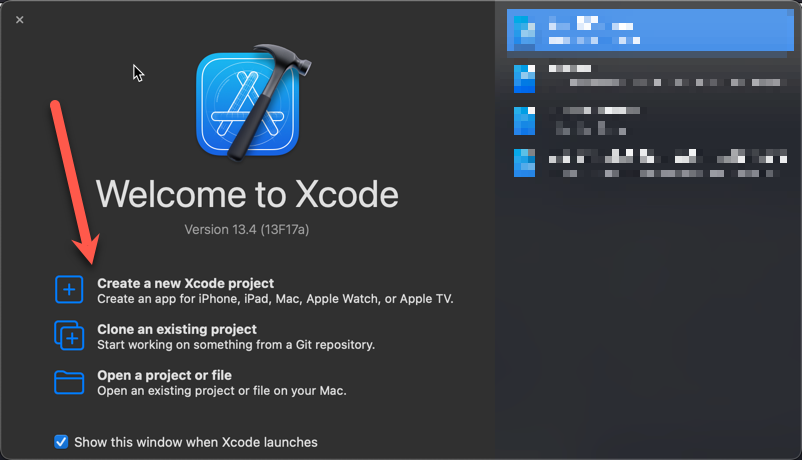 Welcome to Xcode
Version 13.4 (13F17a)
Create a new Xcode project
Create an app for iPhone, iPad, Mac, Apple Watch, or Apple TV.
Clone an existing project
Start working on something from a Git repository.
Open a project or file
Open an existing project or file on your Mac.
Show this window when Xcode launches